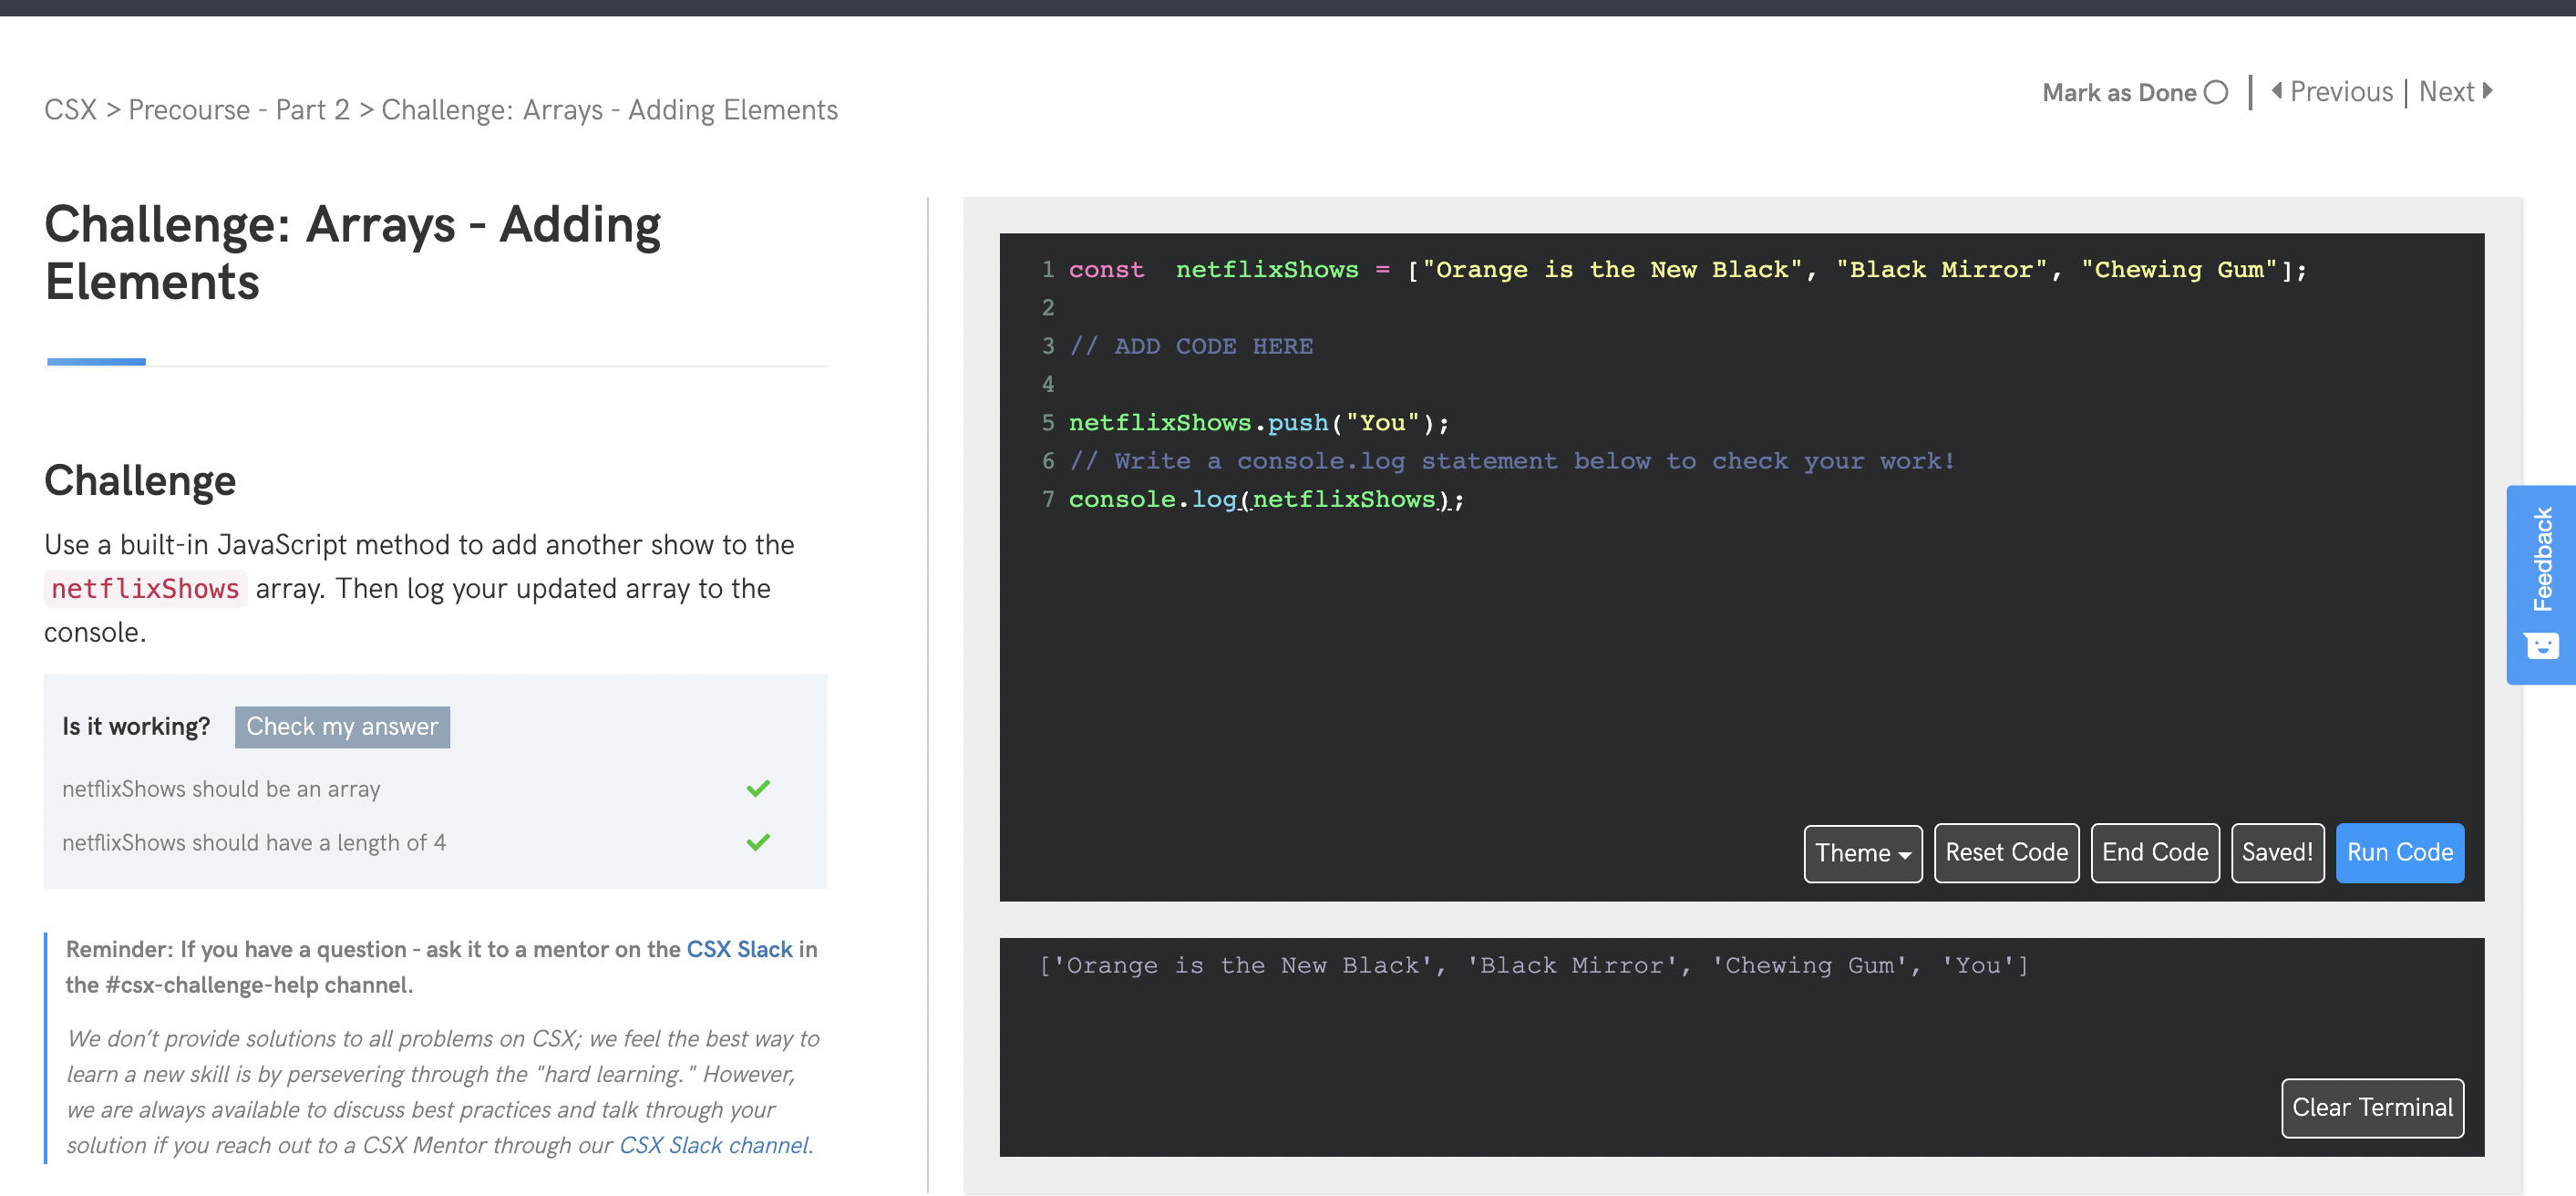 CSX > Precourse - Part 2 > Challenge: Arrays - Adding Elements
Mark as Done | Previous | Next
Challenge: Arrays - Adding
Elements
Challenge
Use a built-in JavaScript method to add another show to the
netflixShows array. Then log your updated array to the
console.
Is it working? Check my answer
netflixShows should be an array
netflixShows should have a length of 4
Reminder: If you have a question - ask it to a mentor on the CSX Slack in
the #csx-challenge-help channel.
We don’t provide solutions to all problems on CSX; we feel the best way to
learn a new skill is by persevering through the "hard learning." However,
we are always available to discuss best practices and talk through your
solution if you reach out to a CSX Mentor through our CSX Slack channel.
1 const  netflixShows = ["Orange is the New Black", "Black Mirror", "Chewing Gum"];
2
3 // ADD CODE HERE
4
5 netflixShows.push("You");
6 // Write a console.log statement below to check your work!
7 console.log(netflixShows);
Theme Reset Code End Code Saved! Run Code
['Orange is the New Black', 'Black Mirror', 'Chewing Gum', 'You']
Clear Terminal
Feedback